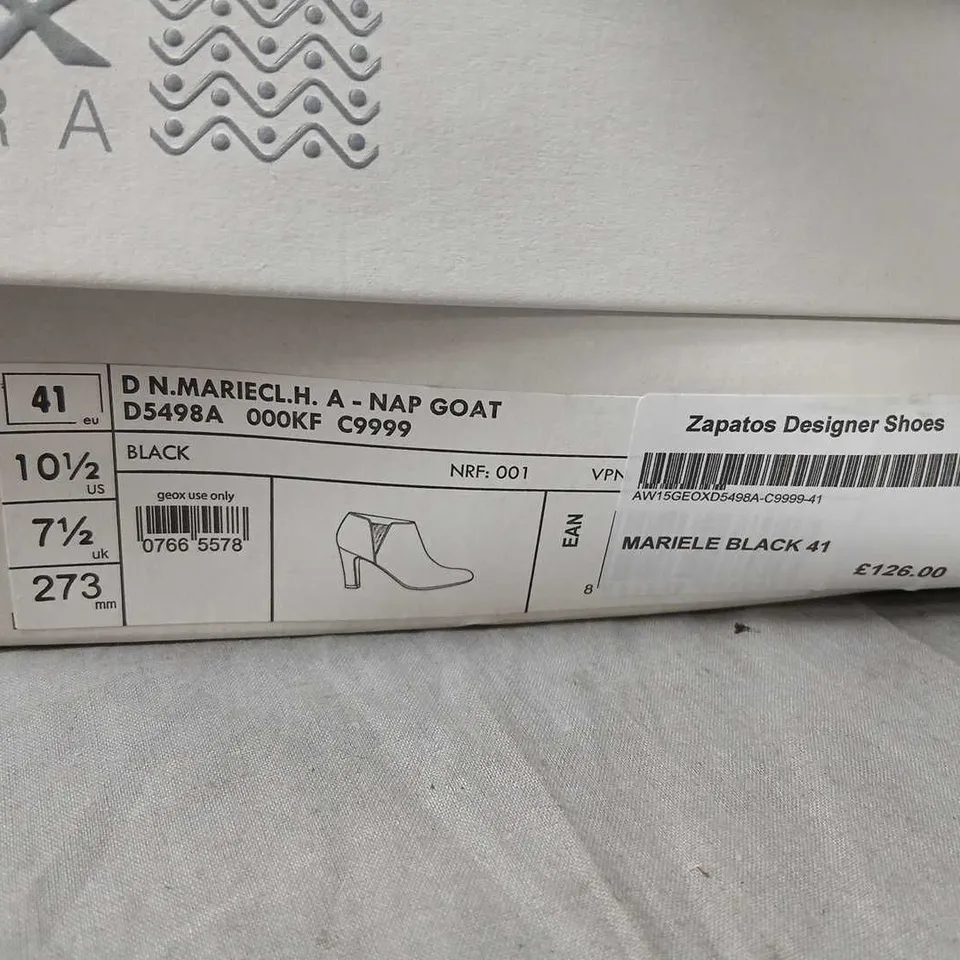 X
RA
41 eu
10½ US
7½ uk
273 mm
D N.MARIECL.H. A - NAP GOAT
D5498A 000KF C9999
BLACK
NRF: 001 VPN
geox use only
0766 5578
EAN
8
Zapatos Designer Shoes
AW15GEOXD5498A-C9999-41
MARIELE BLACK 41
£126.00